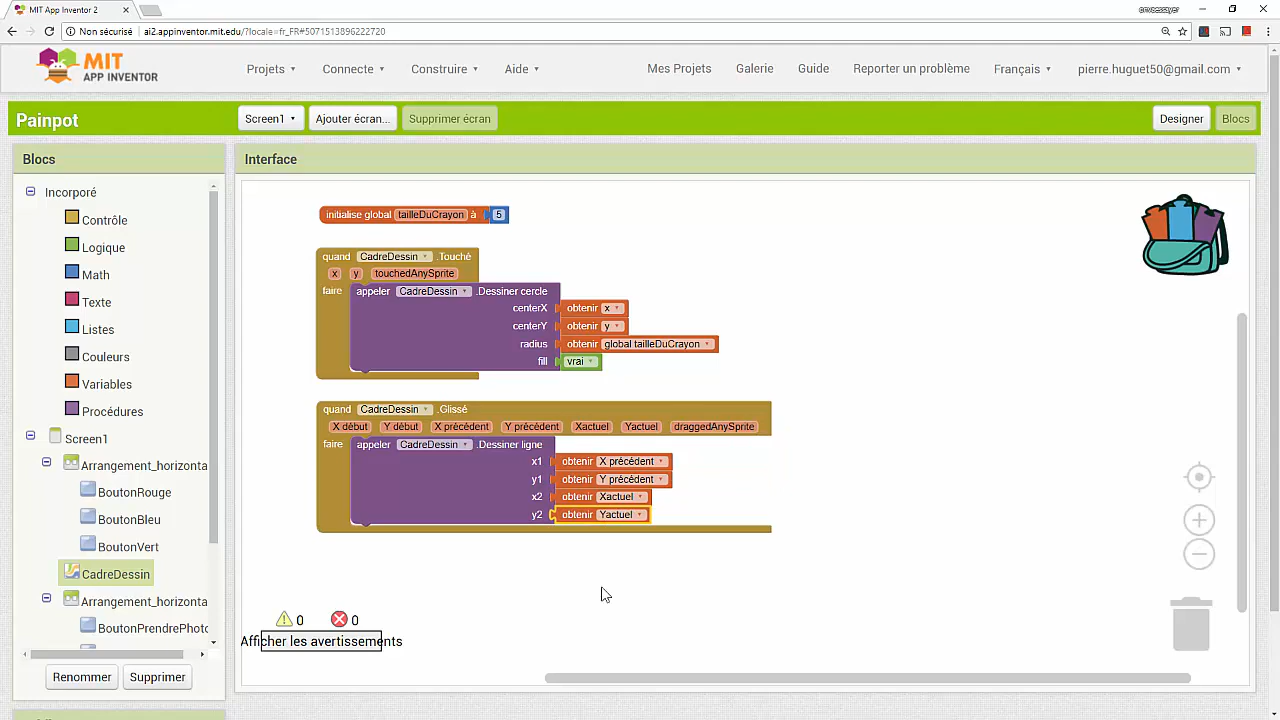 MIT App Inventor 2
Non sécurisé | ai2.appinventor.mit.edu/?locale=fr_FR#5071513896222720
MIT
APP INVENTOR
Projets Connecte Construire Aide Mes Projets Galerie Guide Reporter un problème Français pierre.huguet50@gmail.com
Painpot Screen1 Ajouter écran... Supprimer écran Designer Blocs
Blocs
Interface
Incorporé
Contrôle
Logique
Math
Texte
Listes
Couleurs
Variables
Procédures
Screen1
Arrangement_horizonta
BoutonRouge
BoutonBleu
BoutonVert
CadreDessin
Arrangement_horizonta
BoutonPrendrePhoto
Renommer Supprimer
initialise global tailleDuCrayon à 5
quand CadreDessin .Touché
x y touchedAnySprite
faire appeler CadreDessin .Dessiner cercle
centerX obtenir x
centerY obtenir y
radius obtenir global tailleDuCrayon
fill vrai
quand CadreDessin .Glissé
X début Y début X précédent Y précédent Xactuel Yactuel draggedAnySprite
faire appeler CadreDessin .Dessiner ligne
x1 obtenir X précédent
y1 obtenir Y précédent
x2 obtenir Xactuel
y2 obtenir Yactuel
0 0
Afficher les avertissements